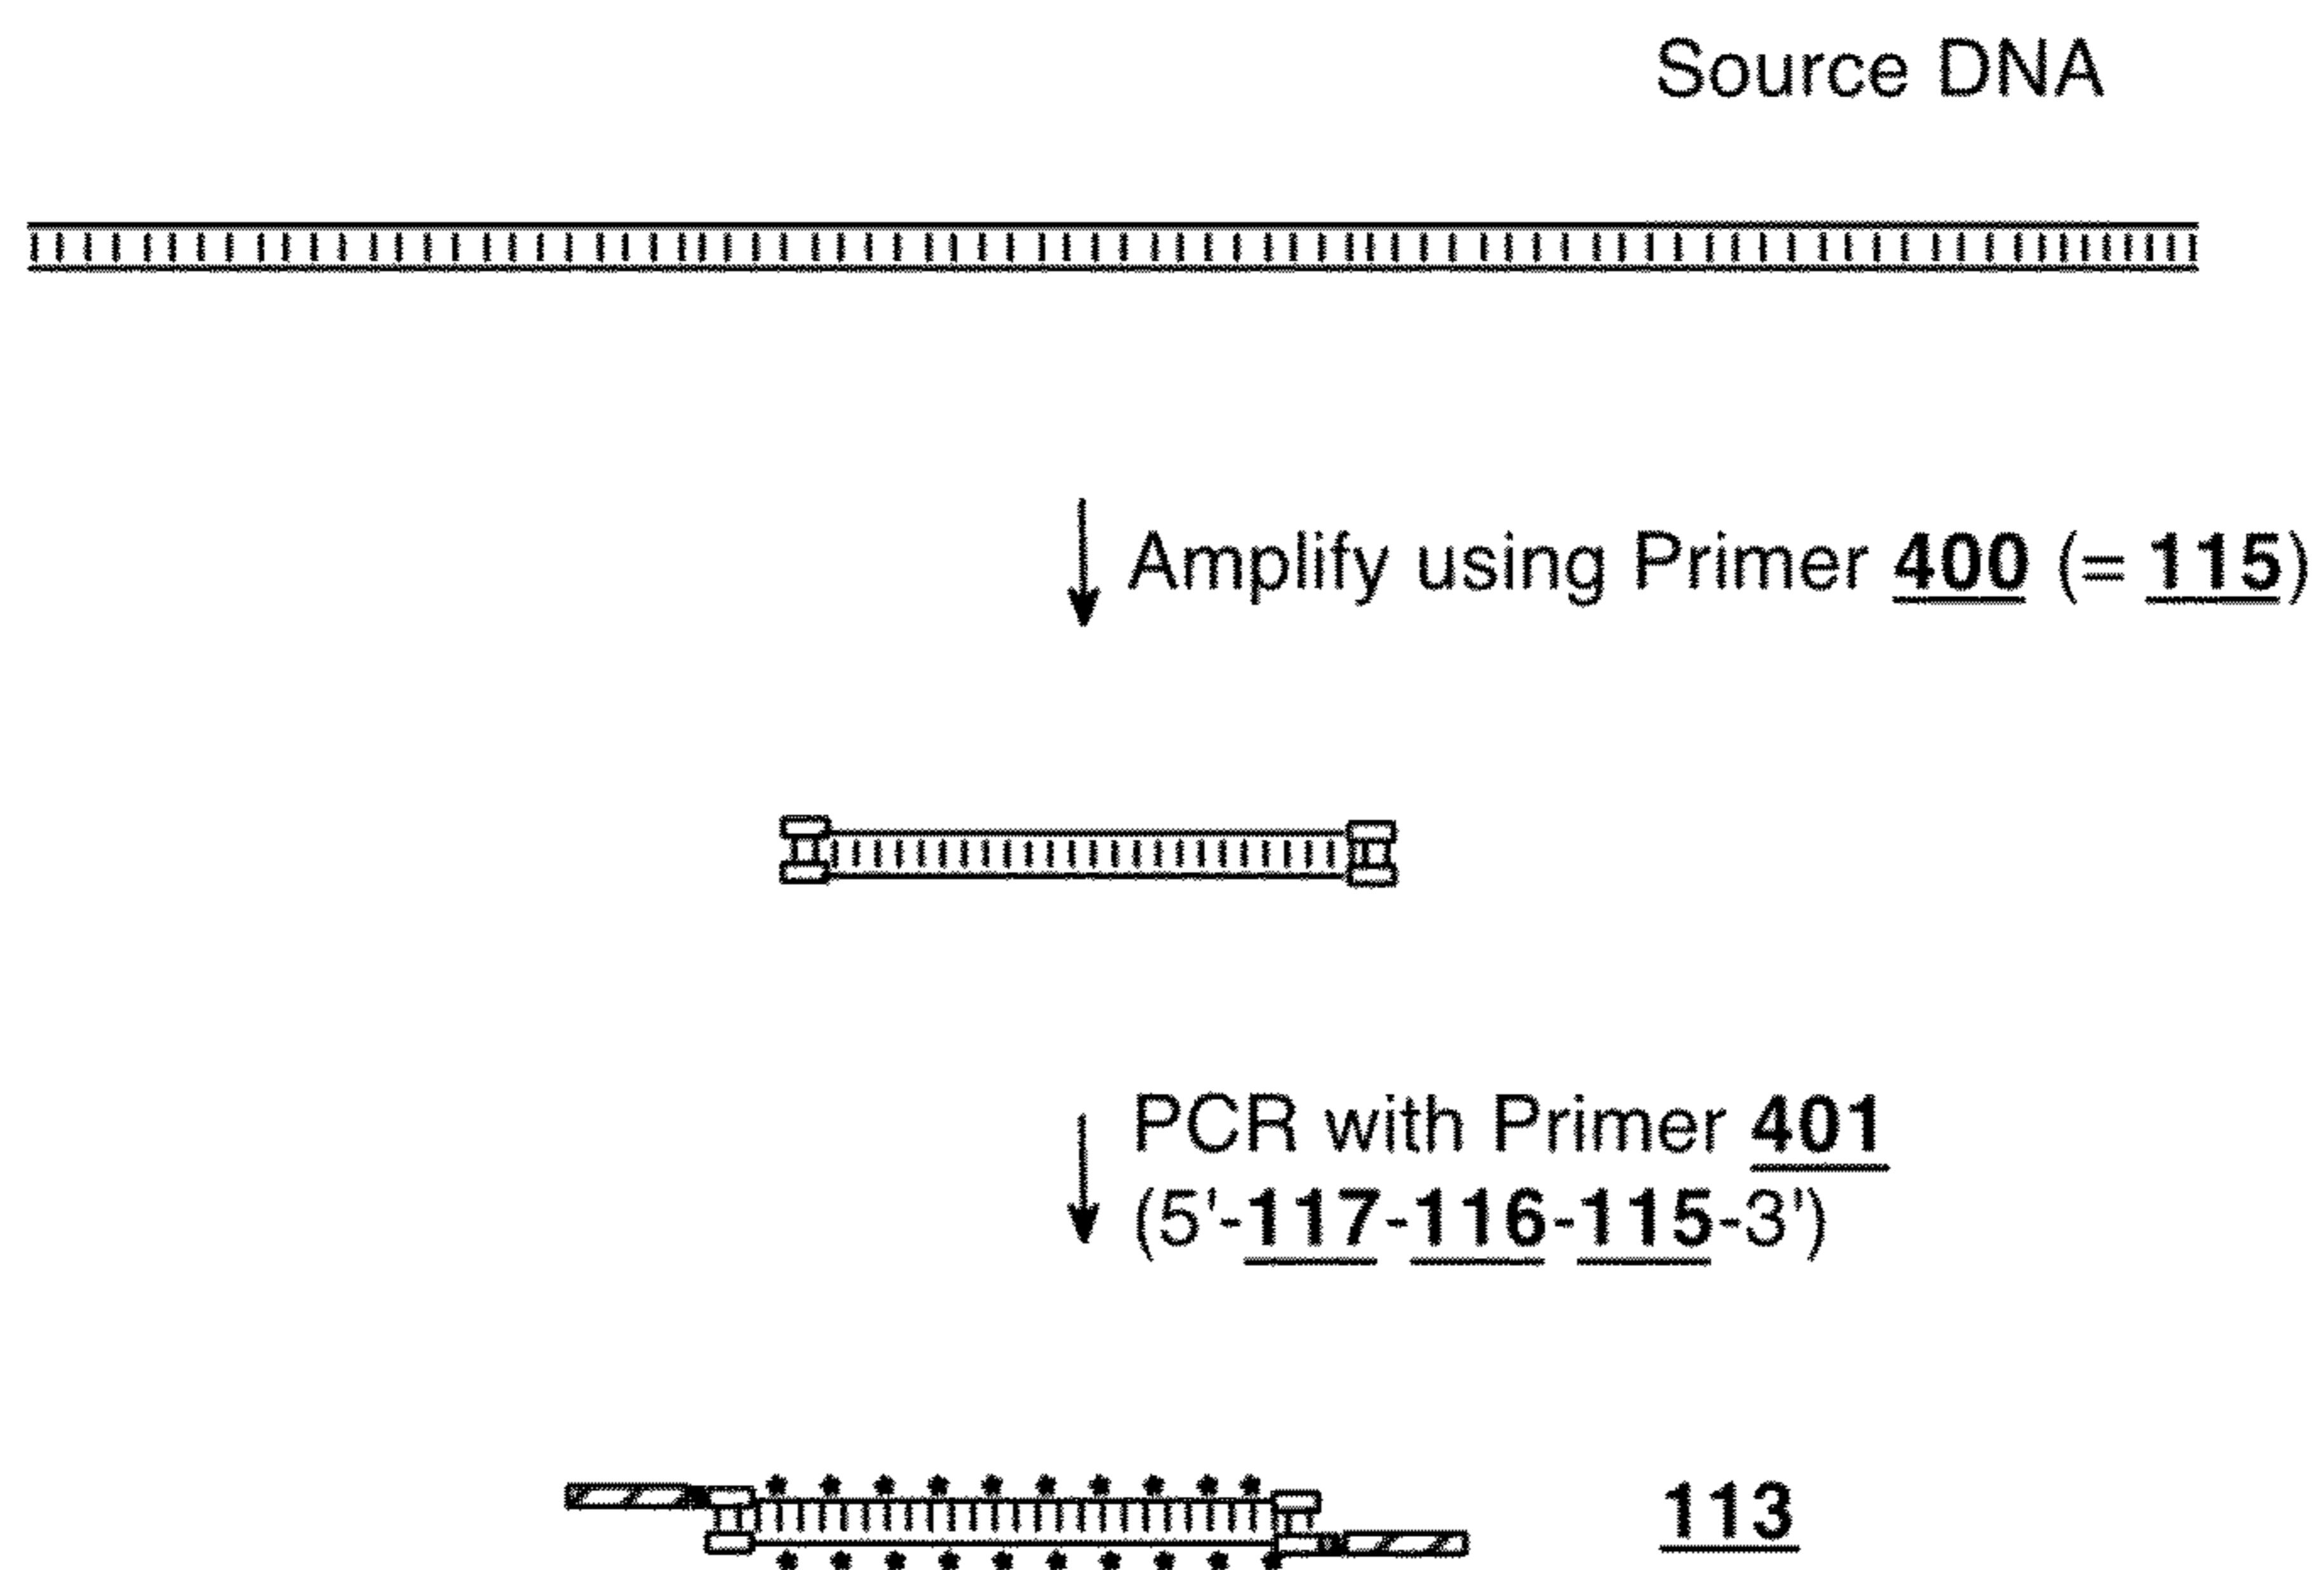 Source DNA
Amplify using Primer 400 (= 115)
PCR with Primer 401
(5'-117-116-115-3')
113